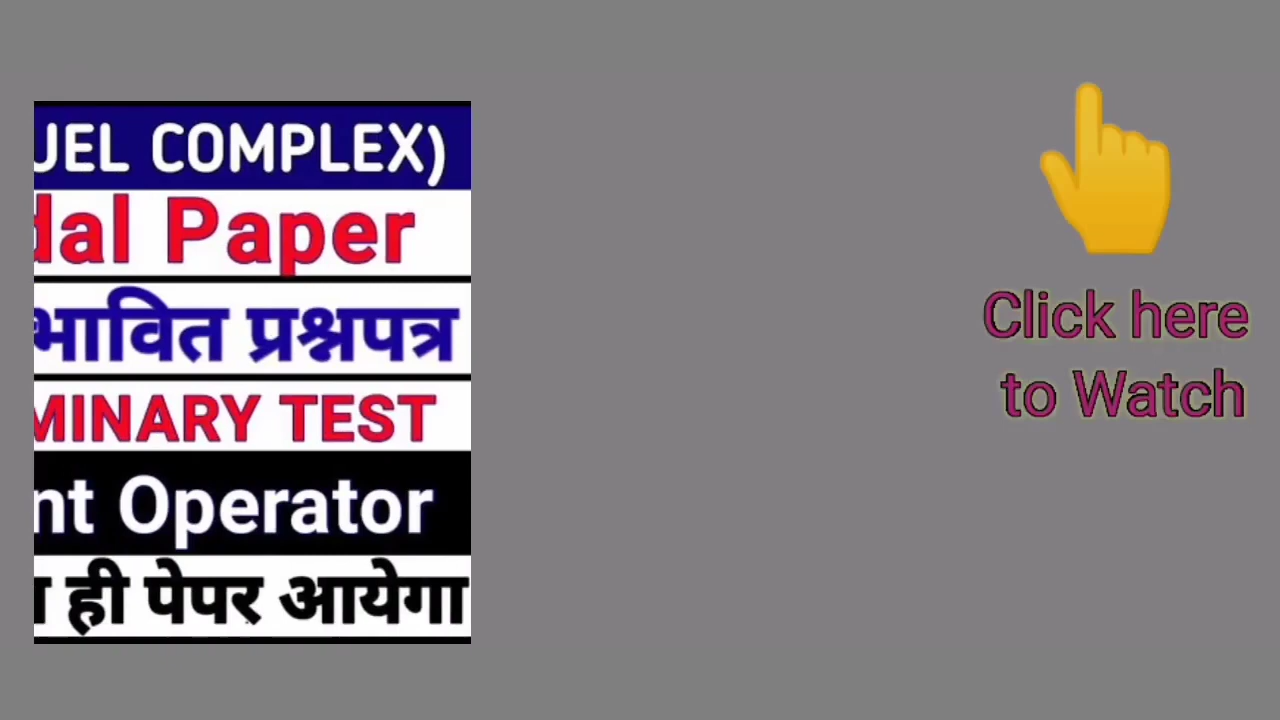 UEL COMPLEX)
dal Paper
भावित प्रश्नपत्र
MINARY TEST
nt Operator
ही पेपर आयेगा
Click here
to Watch